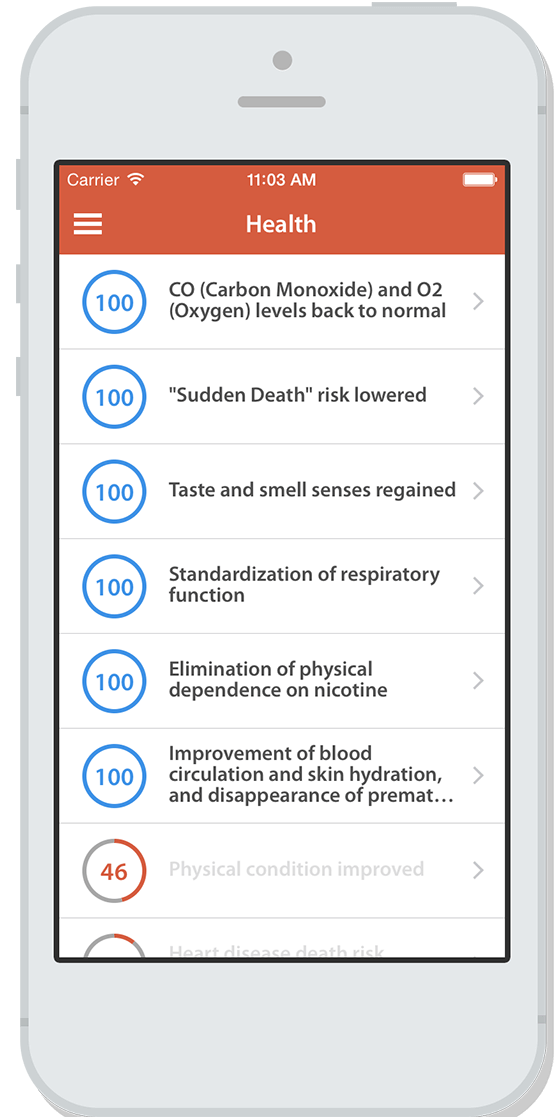 Carrier 11:03 AM
Health
100
CO (Carbon Monoxide) and O2
(Oxygen) levels back to normal
100
"Sudden Death" risk lowered
100
Taste and smell senses regained
100
Standardization of respiratory
function
100
Elimination of physical
dependence on nicotine
100
Improvement of blood
circulation and skin hydration,
and disappearance of premat…
46
Physical condition improved
Heart disease death risk